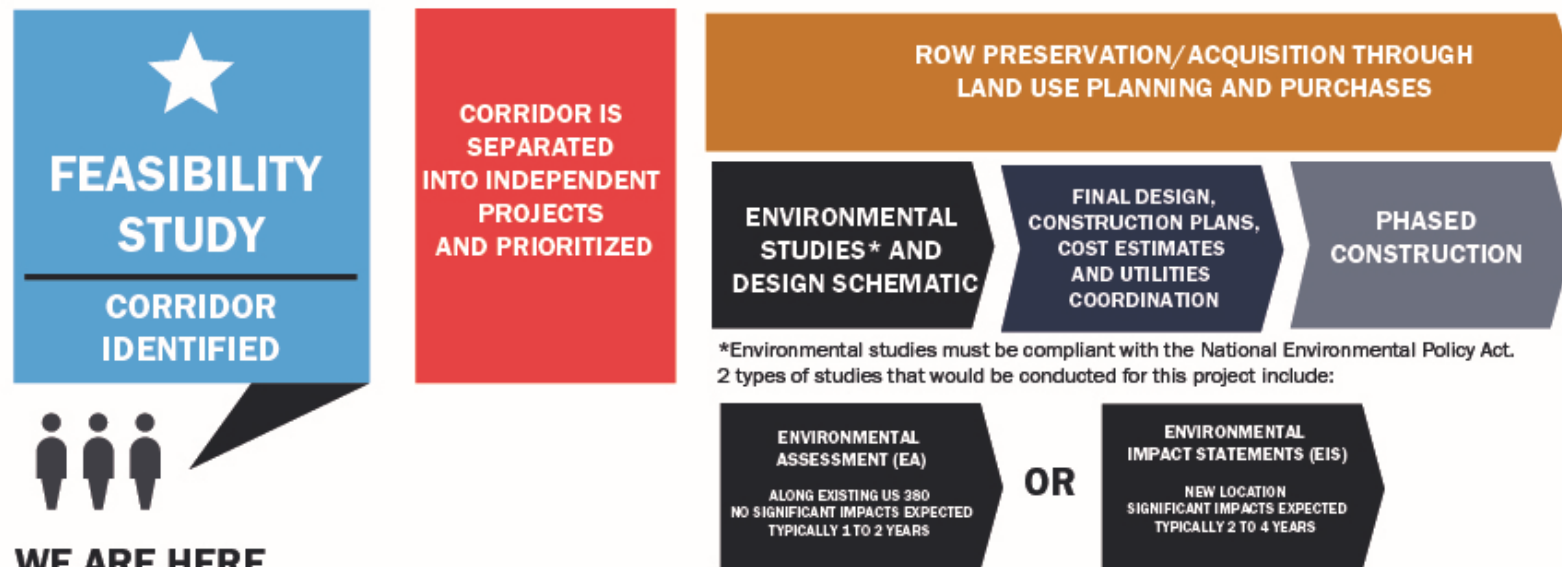 FEASIBILITY
STUDY
CORRIDOR
IDENTIFIED
WE ARE HERE
CORRIDOR IS
SEPARATED
INTO INDEPENDENT
PROJECTS
AND PRIORITIZED
ROW PRESERVATION/ACQUISITION THROUGH
LAND USE PLANNING AND PURCHASES
ENVIRONMENTAL
STUDIES* AND
DESIGN SCHEMATIC
FINAL DESIGN,
CONSTRUCTION PLANS,
COST ESTIMATES
AND UTILITIES
COORDINATION
PHASED
CONSTRUCTION
*Environmental studies must be compliant with the National Environmental Policy Act.
2 types of studies that would be conducted for this project include:
ENVIRONMENTAL
ASSESSMENT (EA)
ALONG EXISTING US 380
NO SIGNIFICANT IMPACTS EXPECTED
TYPICALLY 1 TO 2 YEARS
OR
ENVIRONMENTAL
IMPACT STATEMENTS (EIS)
NEW LOCATION
SIGNIFICANT IMPACTS EXPECTED
TYPICALLY 2 TO 4 YEARS